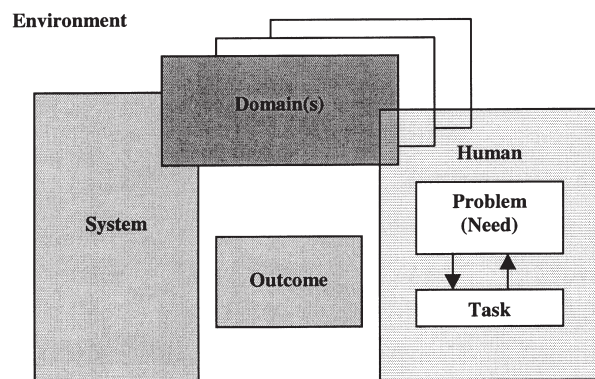 Environment
Domain(s)
Human
Problem
(Need)
System
Outcome
Task